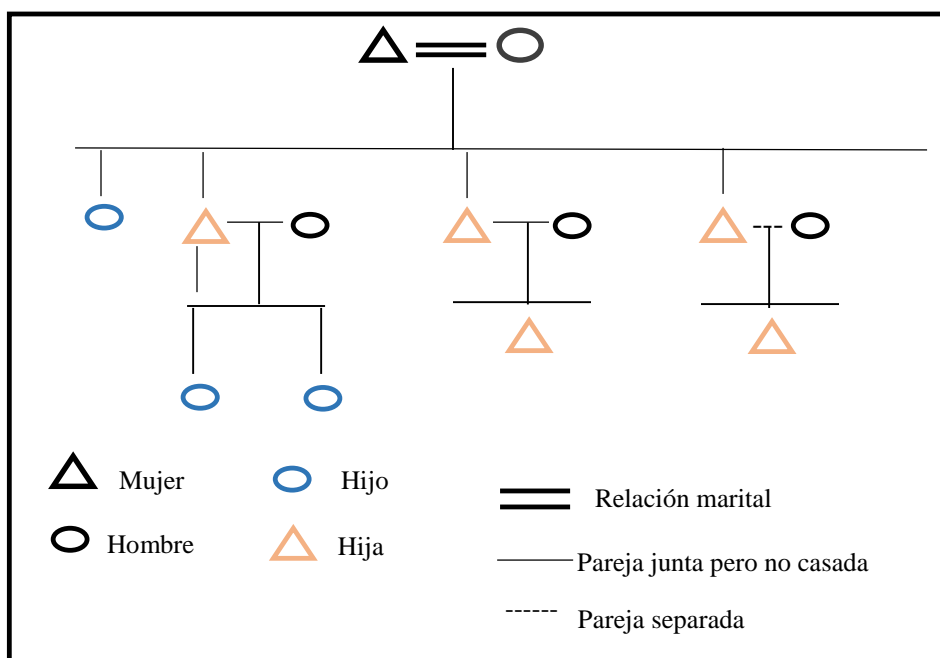 Mujer
Hijo
Relación marital
Hombre
Hija
Pareja junta pero no casada
Pareja separada